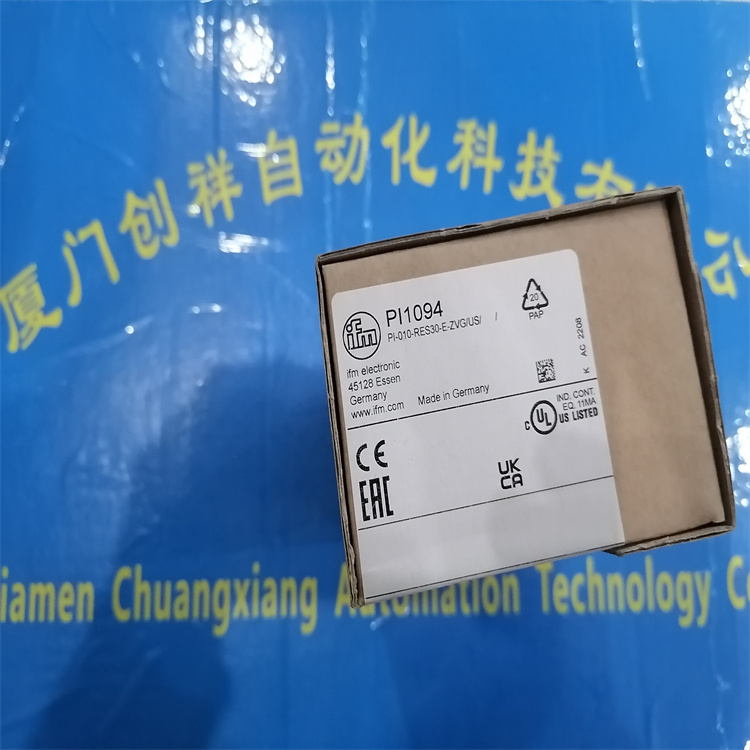 厦门创祥自动化科技有
ifm
PI1094
PI-010-RES30-E-ZVG/US/ /
ifm electronic
45128 Essen
Germany
www.ifm.com
Made in Germany
20
PAP
K AC 2208
c UL US LISTED
IND. CONT.
EQ. 11MA
CE
EAC
UK
CA
iamen Chuangxiang Automation Technology Co